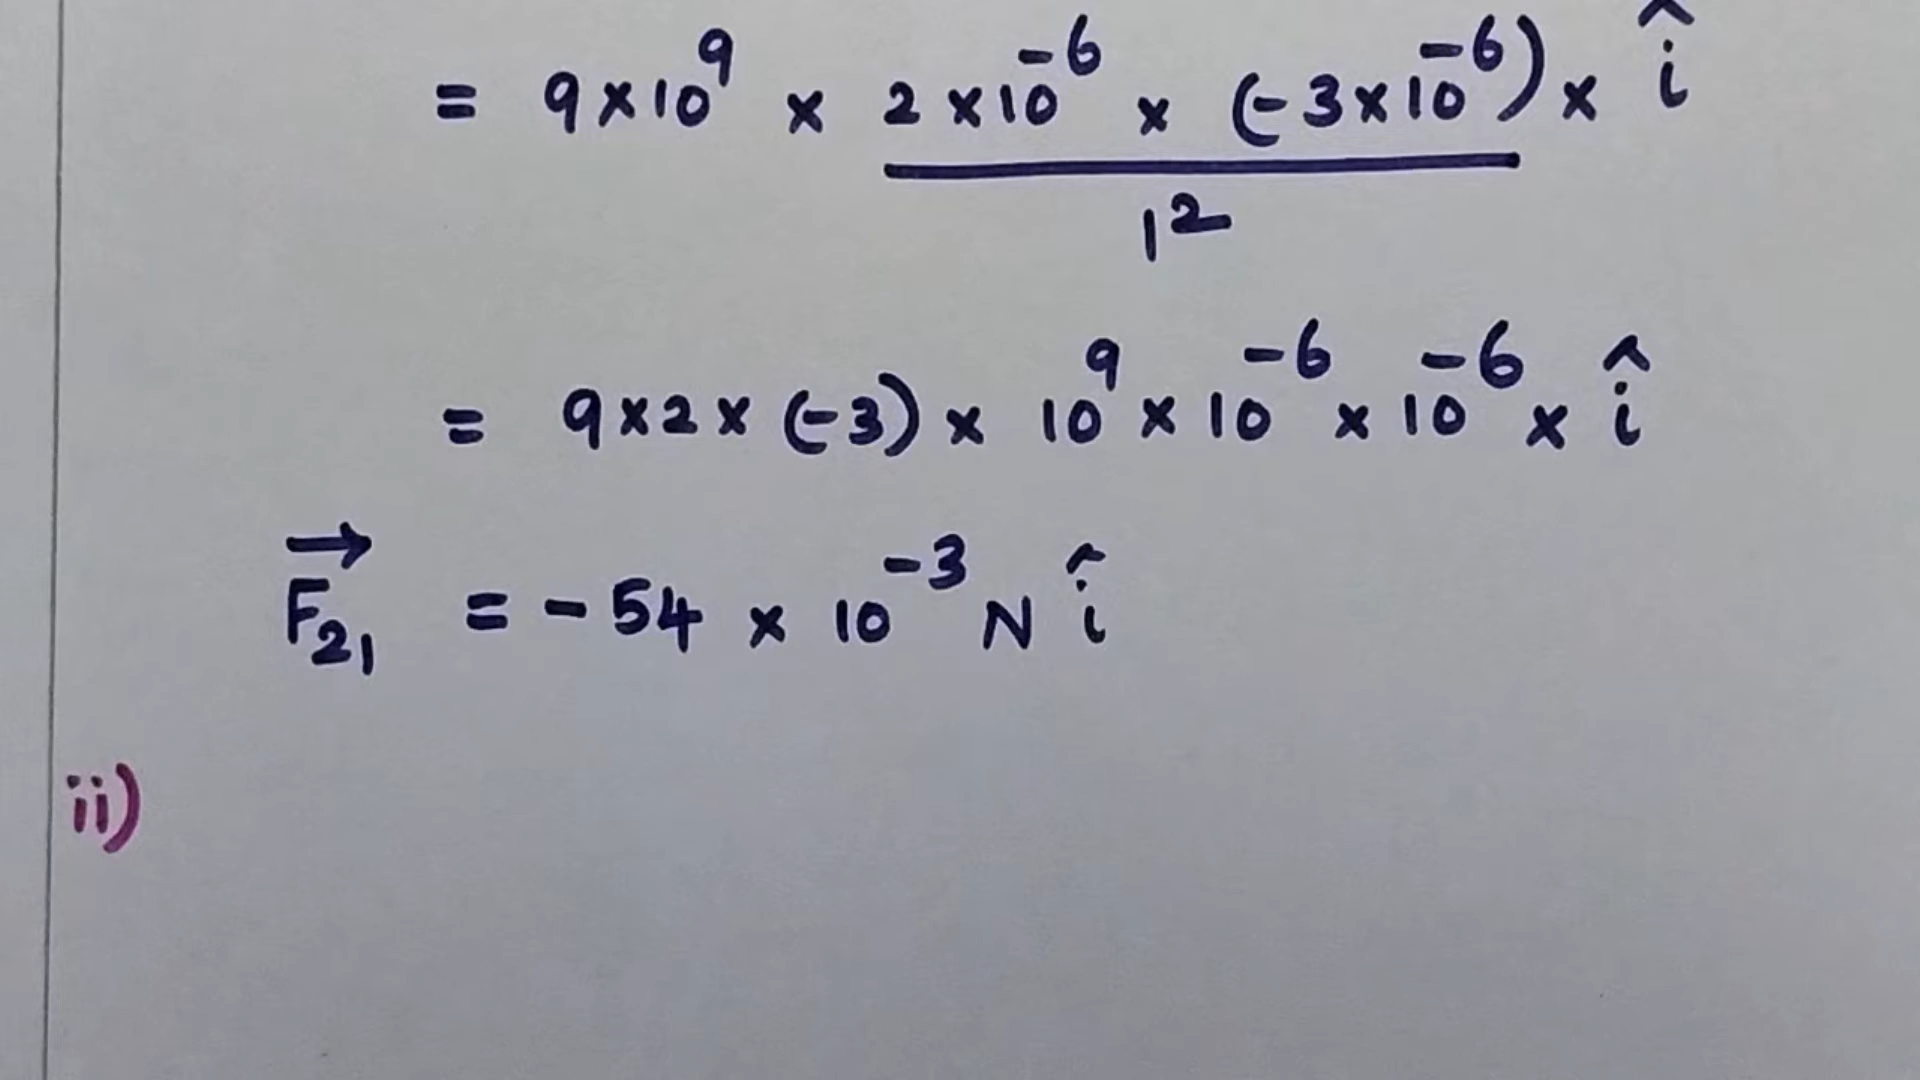 = 9 × 10⁹ × 2 × 10⁻⁶ × (-3 × 10⁻⁶) × î
1²
= 9 × 2 × (-3) × 10⁹ × 10⁻⁶ × 10⁻⁶ × î
F⃗₂₁ = - 54 × 10⁻³ N î
ii)